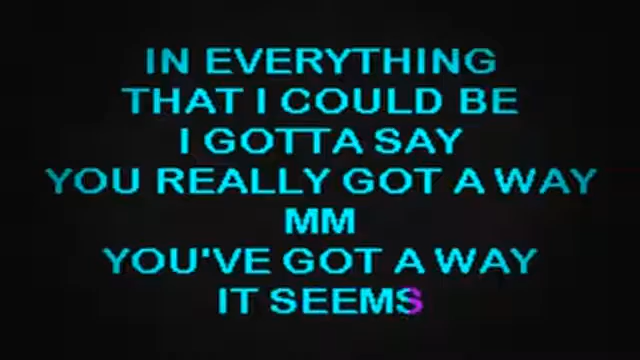 IN EVERYTHING
THAT I COULD BE
I GOTTA SAY
YOU REALLY GOT A WAY
MM
YOU'VE GOT A WAY
IT SEEMS